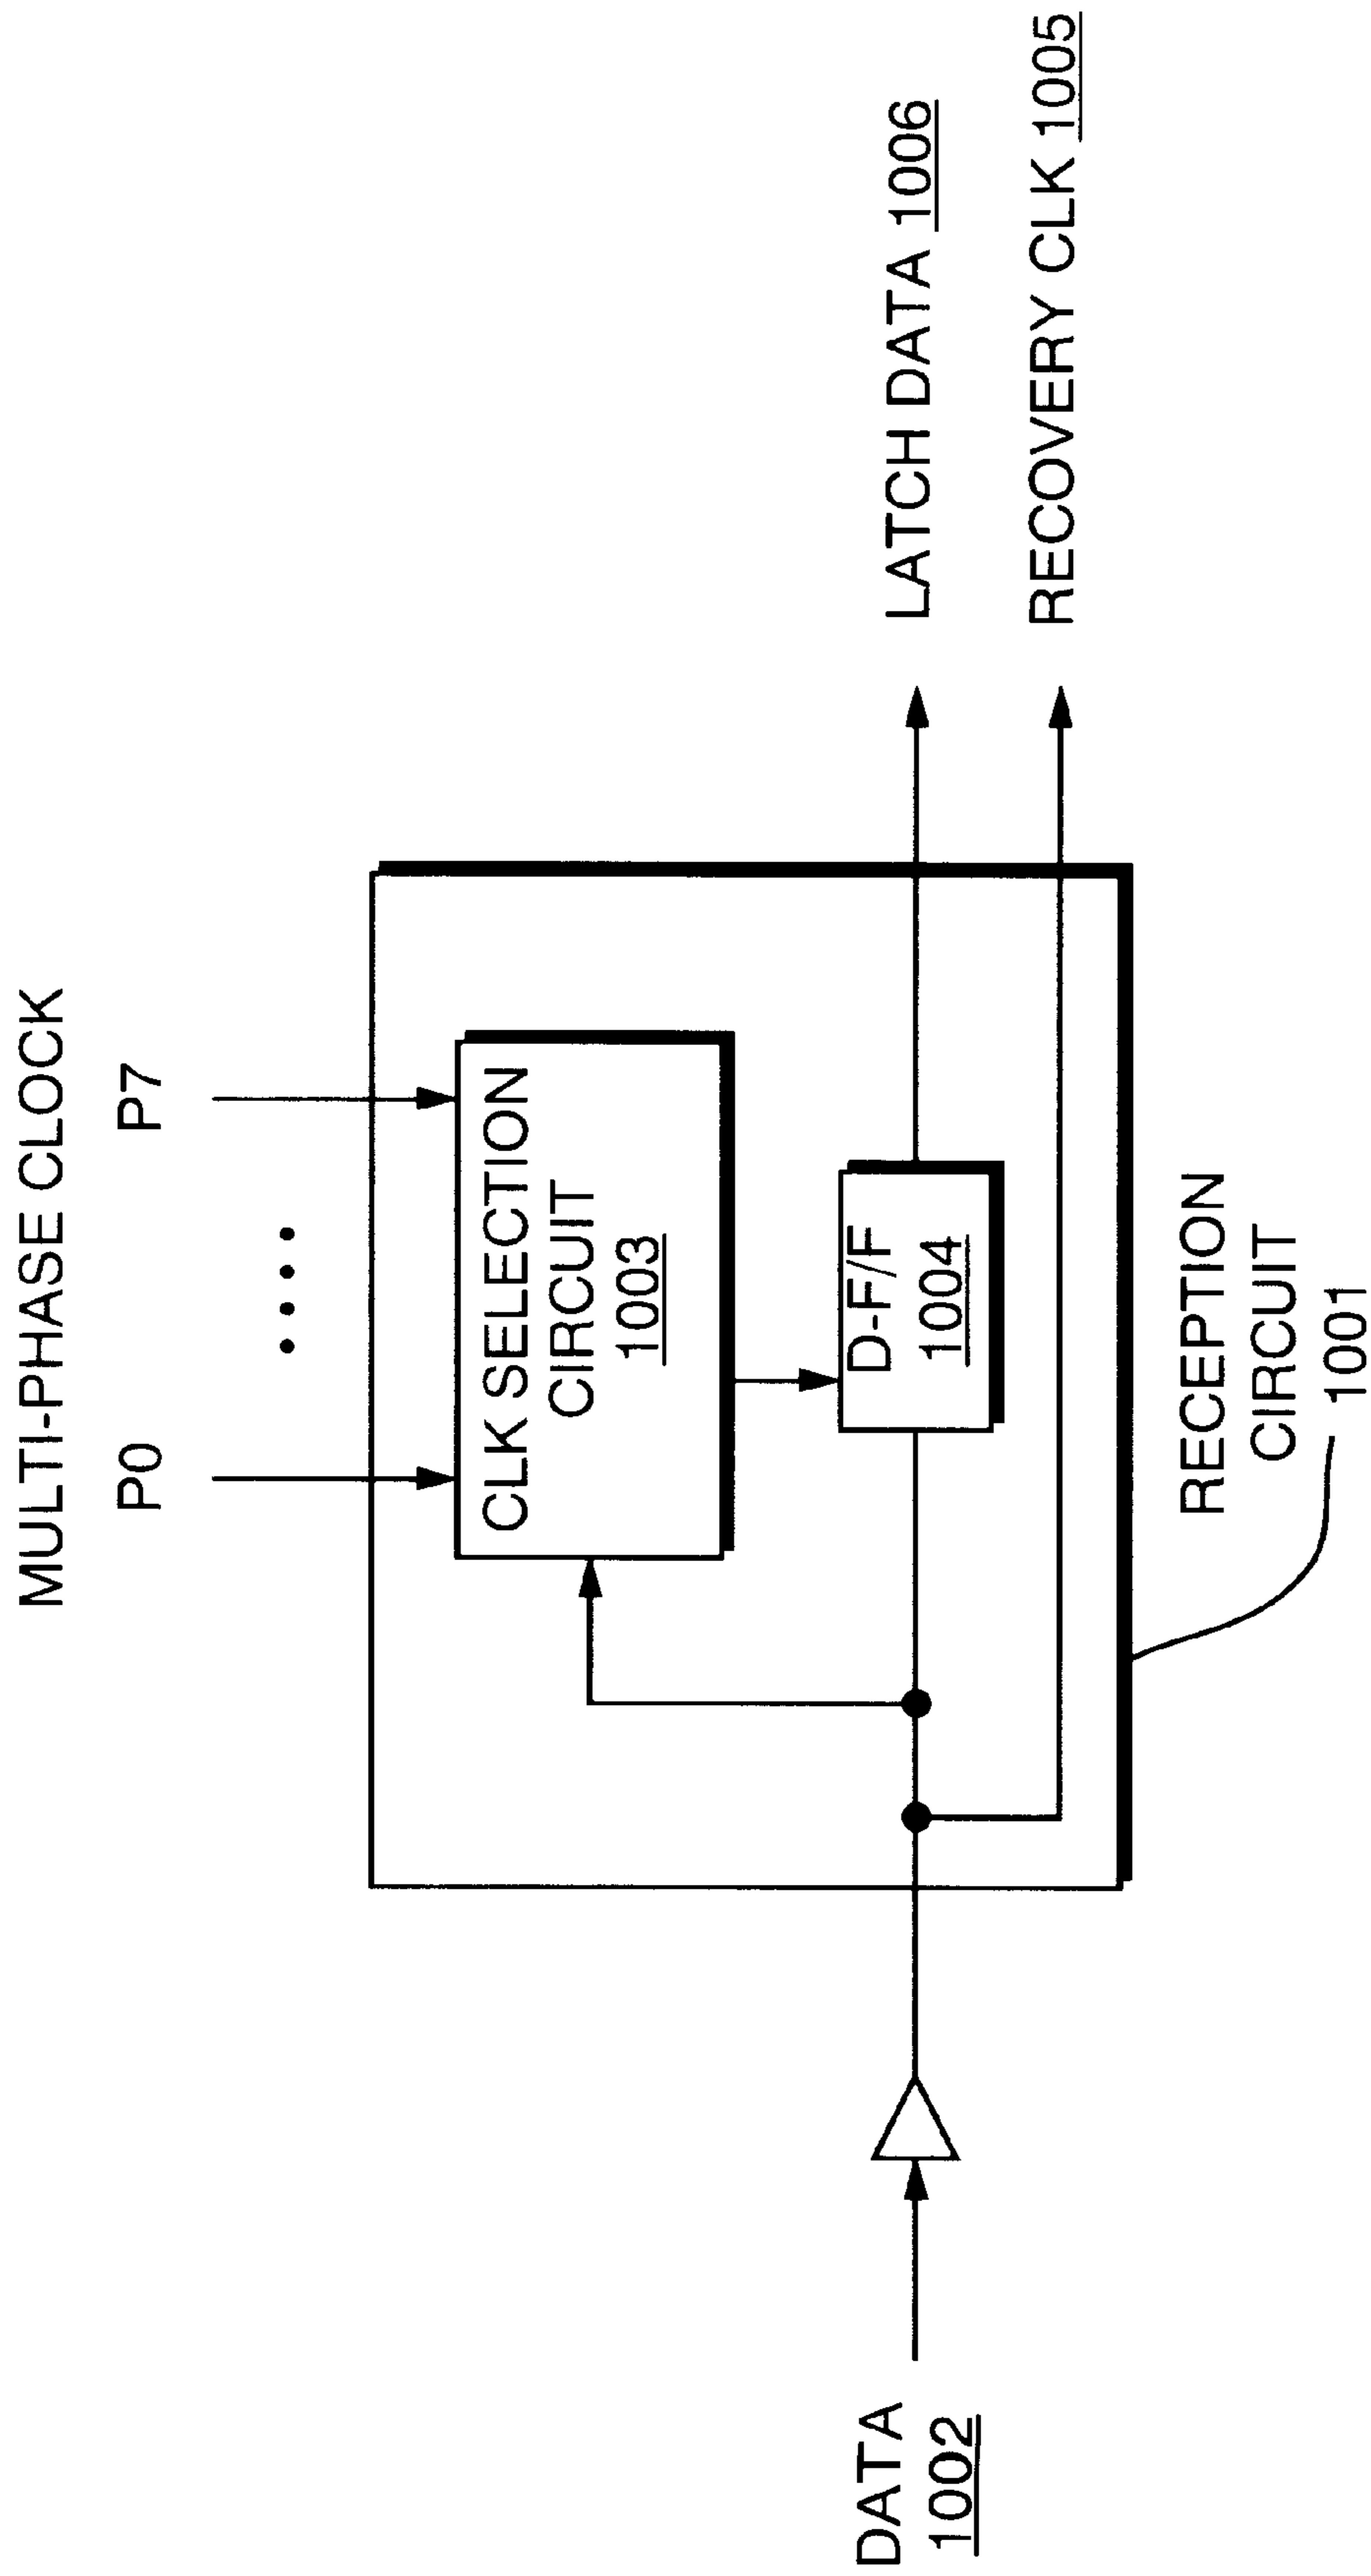 MULTI-PHASE CLOCK
P0
P7
CLK SELECTION
CIRCUIT
1003
D-F/F
1004
DATA
1002
LATCH DATA 1006
RECOVERY CLK 1005
RECEPTION
CIRCUIT
1001